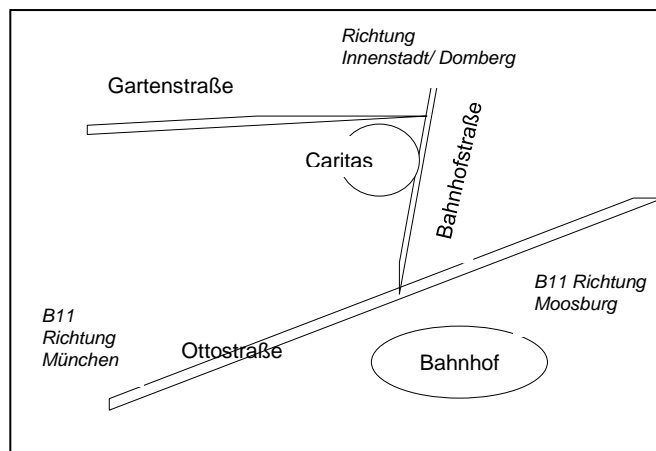 Richtung
Innenstadt/ Domberg
Gartenstraße
Caritas
Bahnhofstraße
B11 Richtung
Moosburg
B11
Richtung
München
Ottostraße
Bahnhof